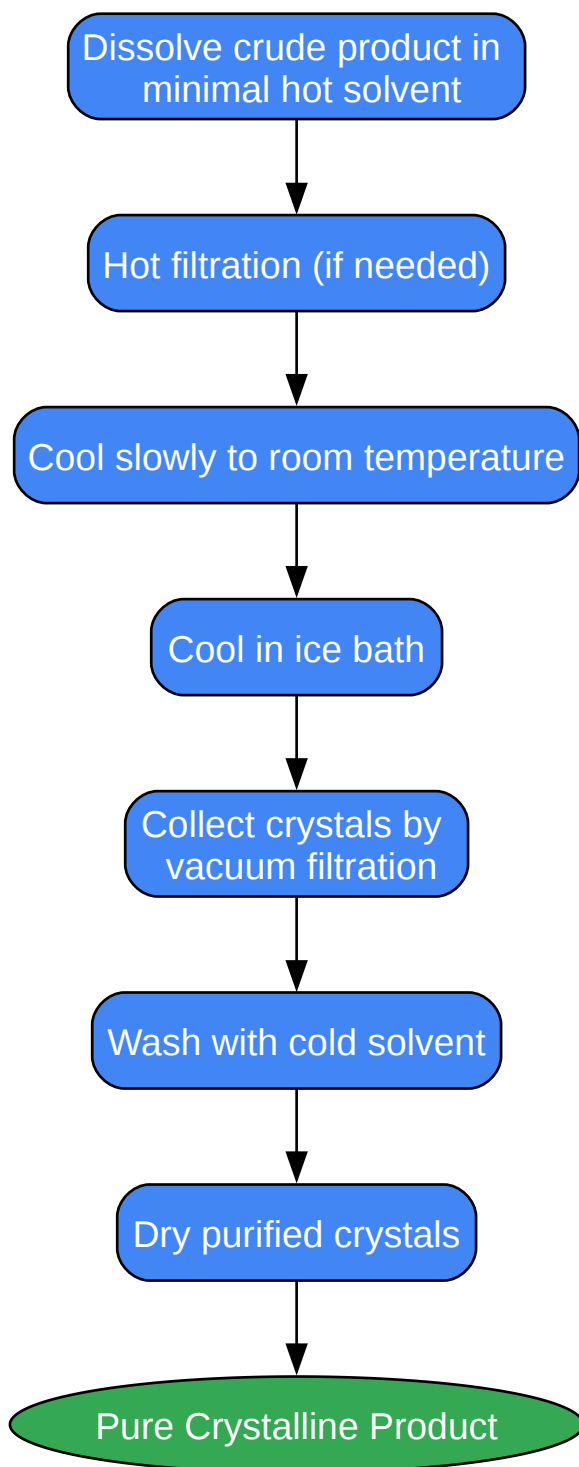 Dissolve crude product in
minimal hot solvent
Hot filtration (if needed)
Cool slowly to room temperature
Cool in ice bath
Collect crystals by
vacuum filtration
Wash with cold solvent
Dry purified crystals
Pure Crystalline Product